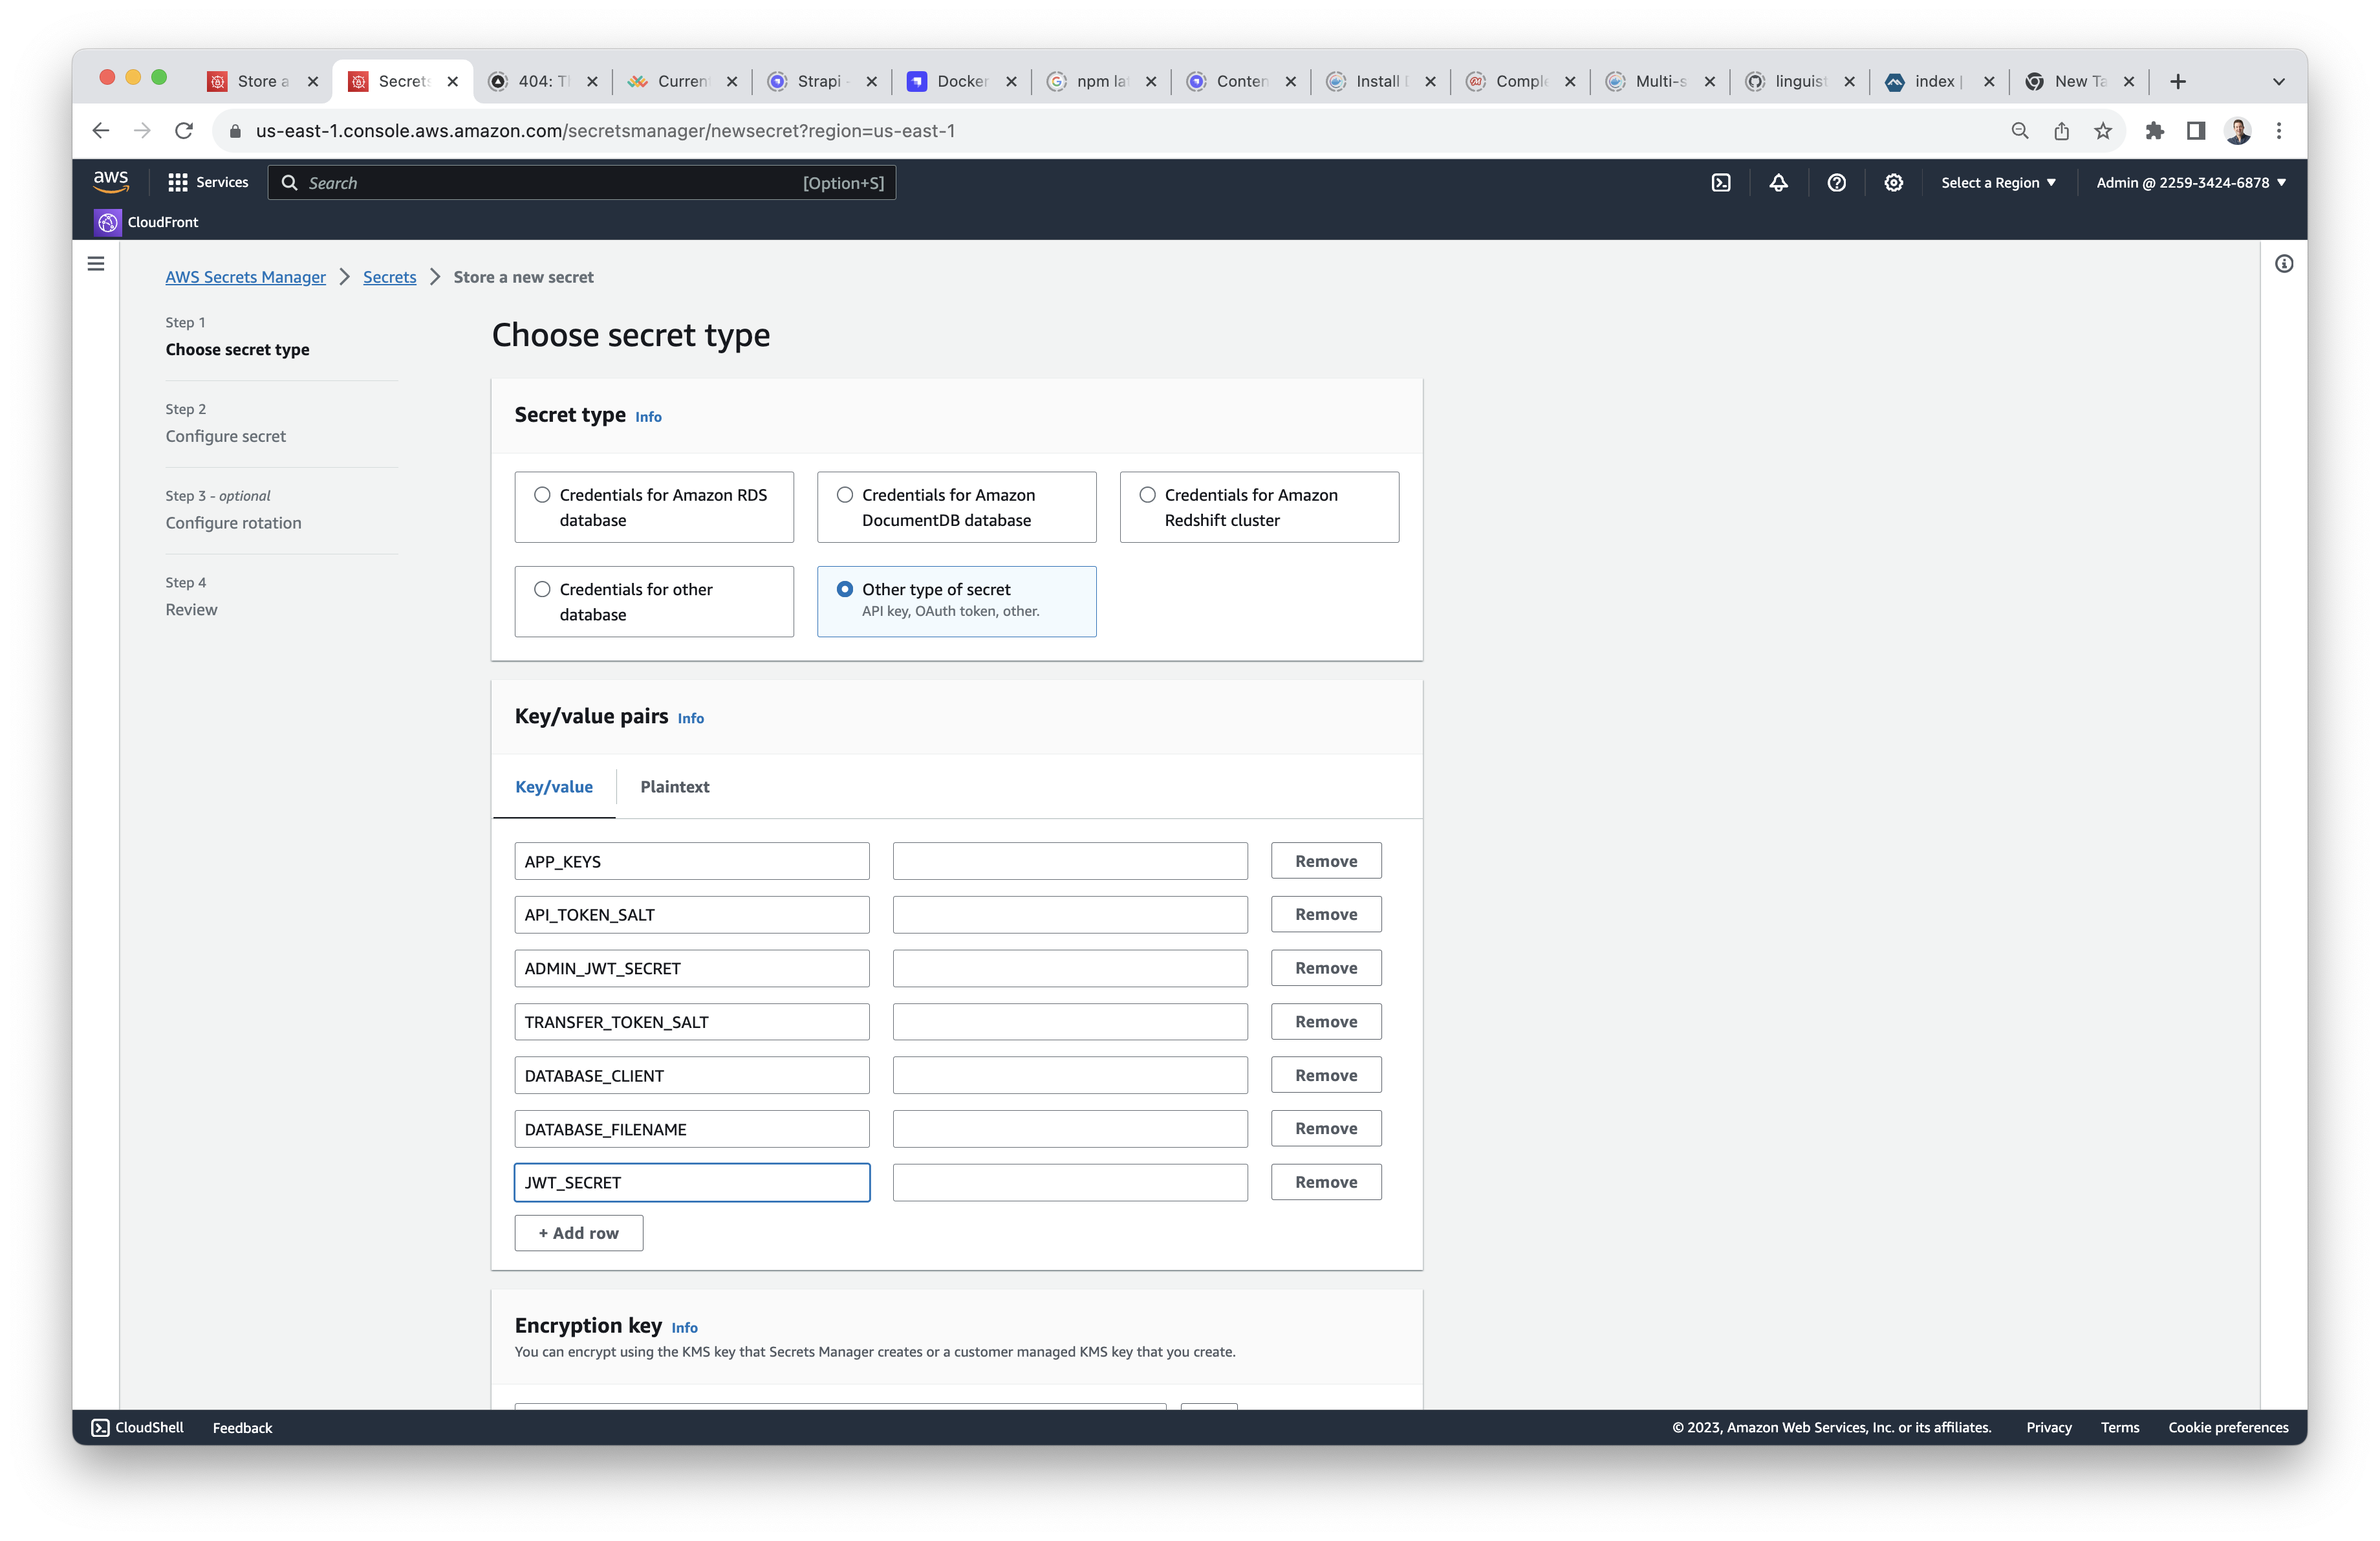 Store a
Secrets
404: Th
Curren
Strapi -
Docker
npm la
Conten
Install
Comple
Multi-s
linguist
index |
New Ta
us-east-1.console.aws.amazon.com/secretsmanager/newsecret?region=us-east-1
aws
Services
Search
[Option+S]
Select a Region
Admin @ 2259-3424-6878
CloudFront
AWS Secrets Manager > Secrets > Store a new secret
Step 1
Choose secret type
Step 2
Configure secret
Step 3 - optional
Configure rotation
Step 4
Review
Choose secret type
Secret type Info
Credentials for Amazon RDS
database
Credentials for Amazon
DocumentDB database
Credentials for Amazon
Redshift cluster
Credentials for other
database
Other type of secret
API key, OAuth token, other.
Key/value pairs Info
Key/value
Plaintext
APP_KEYS
Remove
API_TOKEN_SALT
Remove
ADMIN_JWT_SECRET
Remove
TRANSFER_TOKEN_SALT
Remove
DATABASE_CLIENT
Remove
DATABASE_FILENAME
Remove
JWT_SECRET
Remove
+ Add row
Encryption key Info
You can encrypt using the KMS key that Secrets Manager creates or a customer managed KMS key that you create.
CloudShell
Feedback
© 2023, Amazon Web Services, Inc. or its affiliates.
Privacy
Terms
Cookie preferences